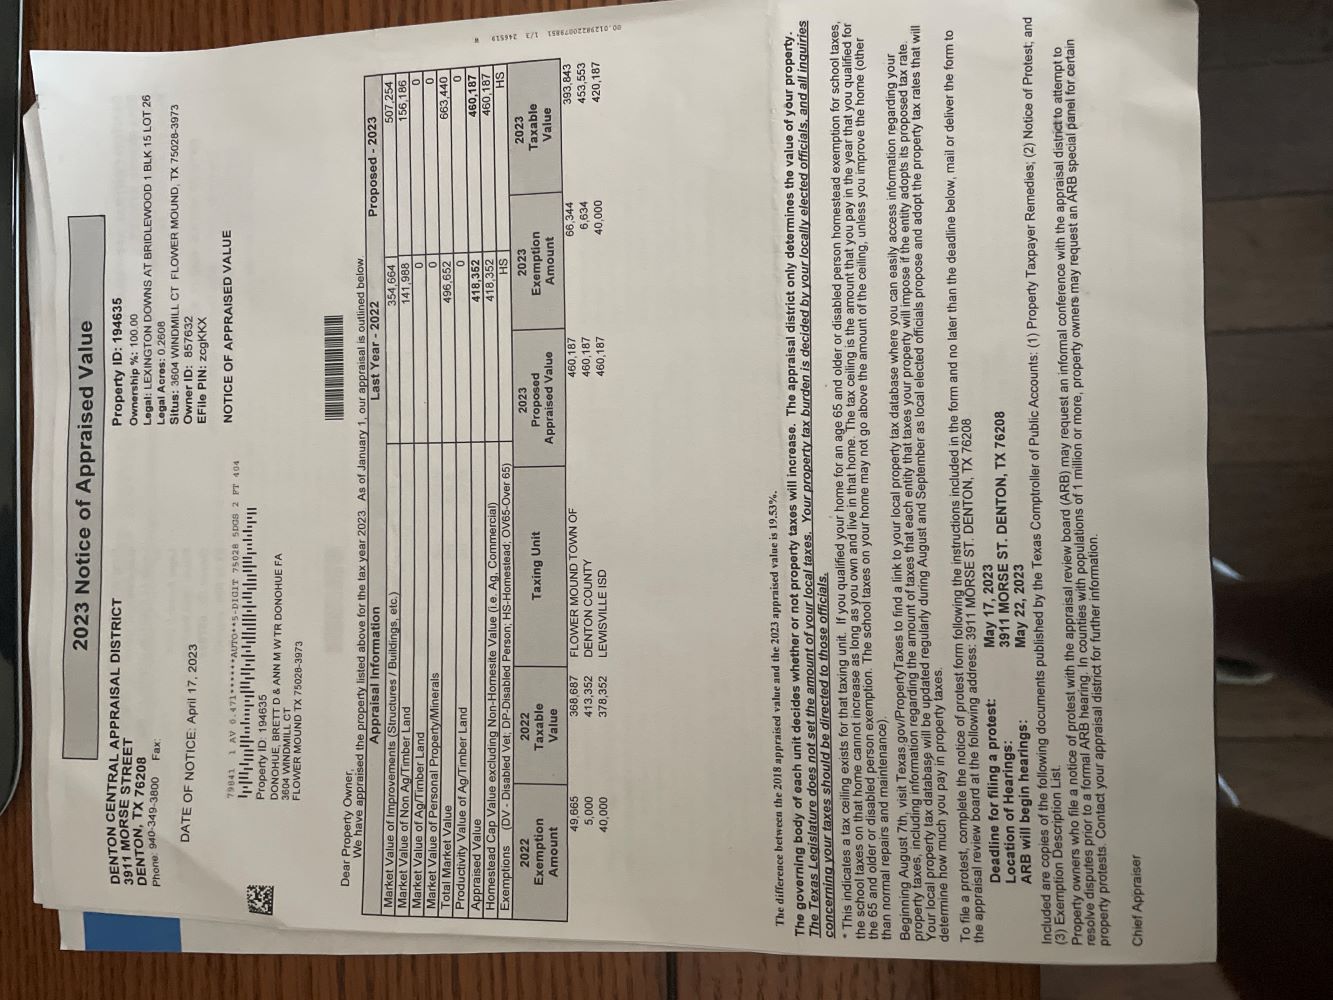 2023 Notice of Appraised Value
DENTON CENTRAL APPRAISAL DISTRICT
3911 MORSE STREET
DENTON, TX 76208
Phone: 940-349-3800 Fax:
DATE OF NOTICE: April 17, 2023
Property ID: 194635
Ownership %: 100.00
Legal: LEXINGTON DOWNS AT BRIDLEWOOD 1 BLK 15 LOT 26
Legal Acres: 0.2608
Situs: 3604 WINDMILL CT FLOWER MOUND, TX 75028-3973
Owner ID: 857632
EFile PIN: zcgKKX
NOTICE OF APPRAISED VALUE
79841 1 AV 0.471******AUTO**5-DIGIT 75028 5DGS 2 FT 404
Property ID: 194635
DONOHUE, BRETT D & ANN M W TR DONOHUE FA
3604 WINDMILL CT
FLOWER MOUND TX 75028-3973
Dear Property Owner,
We have appraised the property listed above for the tax year 2023. As of January 1, our appraisal is outlined below.
Appraisal Information Last Year - 2022 Proposed - 2023
Market Value of Improvements (Structures / Buildings, etc.) 354,664 507,254
Market Value of Non Ag/Timber Land 141,988 156,186
Market Value of Ag/Timber Land 0 0
Market Value of Personal Property/Minerals 0 0
Total Market Value 496,652 663,440
Productivity Value of Ag/Timber Land 0 0
Appraised Value 418,352 460,187
Homestead Cap Value excluding Non-Homesite Value (i.e. Ag, Commercial) 418,352 460,187
Exemptions (DV - Disabled Vet; DP-Disabled Person; HS-Homestead; OV65-Over 65) HS HS
2022 Exemption Amount 2022 Taxable Value Taxing Unit 2023 Proposed Appraised Value 2023 Exemption Amount 2023 Taxable Value
49,665 368,687 FLOWER MOUND TOWN OF 460,187 66,344 393,843
5,000 413,352 DENTON COUNTY 460,187 6,634 453,553
40,000 378,352 LEWISVILLE ISD 460,187 40,000 420,187
The difference between the 2018 appraised value and the 2023 appraised value is 19.53%.
The governing body of each unit decides whether or not property taxes will increase. The appraisal district only determines the value of your property.
The Texas Legislature does not set the amount of your local taxes. Your property tax burden is decided by your locally elected officials, and all inquiries
concerning your taxes should be directed to those officials.
* This indicates a tax ceiling exists for that taxing unit. If you qualified your home for an age 65 and older or disabled person homestead exemption for school taxes,
the school taxes on that home cannot increase as long as you own and live in that home. The tax ceiling is the amount that you pay in the year that you qualified for
the 65 and older or disabled person exemption. The school taxes on your home may not go above the amount of the ceiling, unless you improve the home (other
than normal repairs and maintenance).
Beginning August 7th, visit Texas.gov/PropertyTaxes to find a link to your local property tax database where you can easily access information regarding your
property taxes, including information regarding the amount of taxes that each entity that taxes your property will impose if the entity adopts its proposed tax rate.
Your local property tax database will be updated regularly during August and September as local elected officials propose and adopt the property tax rates that will
determine how much you pay in property taxes.
To file a protest, complete the notice of protest form following the instructions included in the form and no later than the deadline below, mail or deliver the form to
the appraisal review board at the following address: 3911 MORSE ST. DENTON, TX 76208
Deadline for filing a protest: May 17, 2023
Location of Hearings: 3911 MORSE ST. DENTON, TX 76208
ARB will begin hearings: May 22, 2023
Included are copies of the following documents published by the Texas Comptroller of Public Accounts: (1) Property Taxpayer Remedies; (2) Notice of Protest; and
(3) Exemption Description List.
Property owners who file a notice of protest with the appraisal review board (ARB) may request an informal conference with the appraisal district to attempt to
resolve disputes prior to a formal ARB hearing. In counties with populations of 1 million or more, property owners may request an ARB special panel for certain
property protests. Contact your appraisal district for further information.
Chief Appraiser